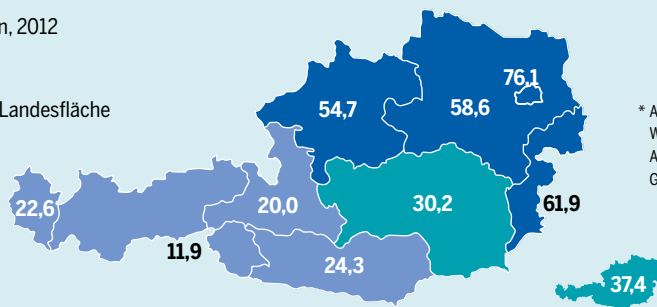 n, 2012
Landesfläche
76,1
54,7
58,6
* A
W
A
G
22,6
20,0
30,2
61,9
11,9
24,3
37,4